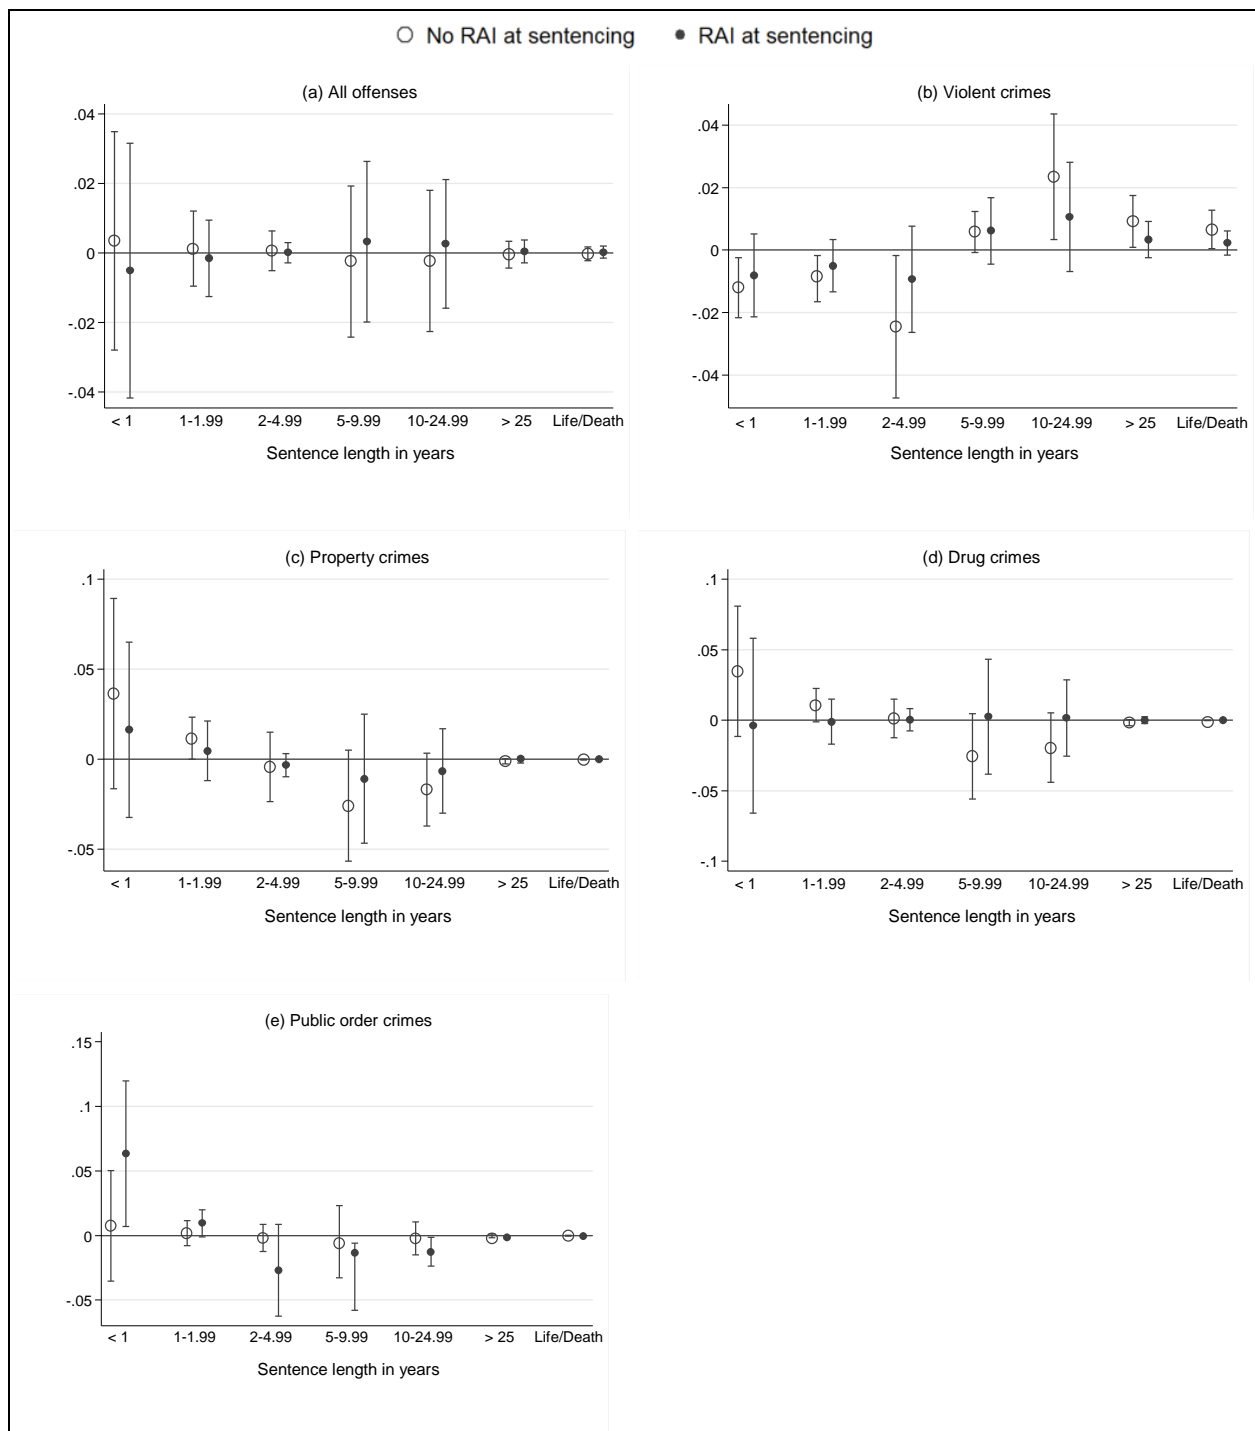 No RAI at sentencing RAI at sentencing
(a) All offenses
.04
.02
0
-.02
-.04
< 1 1-1.99 2-4.99 5-9.99 10-24.99 > 25 Life/Death
Sentence length in years
(b) Violent crimes
.04
.02
0
-.02
-.04
< 1 1-1.99 2-4.99 5-9.99 10-24.99 > 25 Life/Death
Sentence length in years
(c) Property crimes
.1
.05
0
-.05
< 1 1-1.99 2-4.99 5-9.99 10-24.99 > 25 Life/Death
Sentence length in years
(d) Drug crimes
.1
.05
0
-.05
-.1
< 1 1-1.99 2-4.99 5-9.99 10-24.99 > 25 Life/Death
Sentence length in years
(e) Public order crimes
.15
.1
.05
0
-.05
< 1 1-1.99 2-4.99 5-9.99 10-24.99 > 25 Life/Death
Sentence length in years